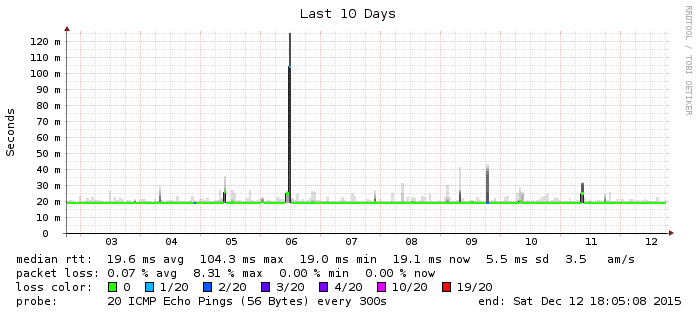 Last 10 Days
RRDTOOL / TOBI OETIKER
Seconds
120 m
110 m
100 m
90 m
80 m
70 m
60 m
50 m
40 m
30 m
20 m
10 m
0
03 04 05 06 07 08 09 10 11 12
median rtt: 19.6 ms avg 104.3 ms max 19.0 ms min 19.1 ms now 5.5 ms sd 3.5 am/s
packet loss: 0.07 % avg 8.31 % max 0.00 % min 0.00 % now
loss color: 0 1/20 2/20 3/20 4/20 10/20 19/20
probe: 20 ICMP Echo Pings (56 Bytes) every 300s end: Sat Dec 12 18:05:08 2015